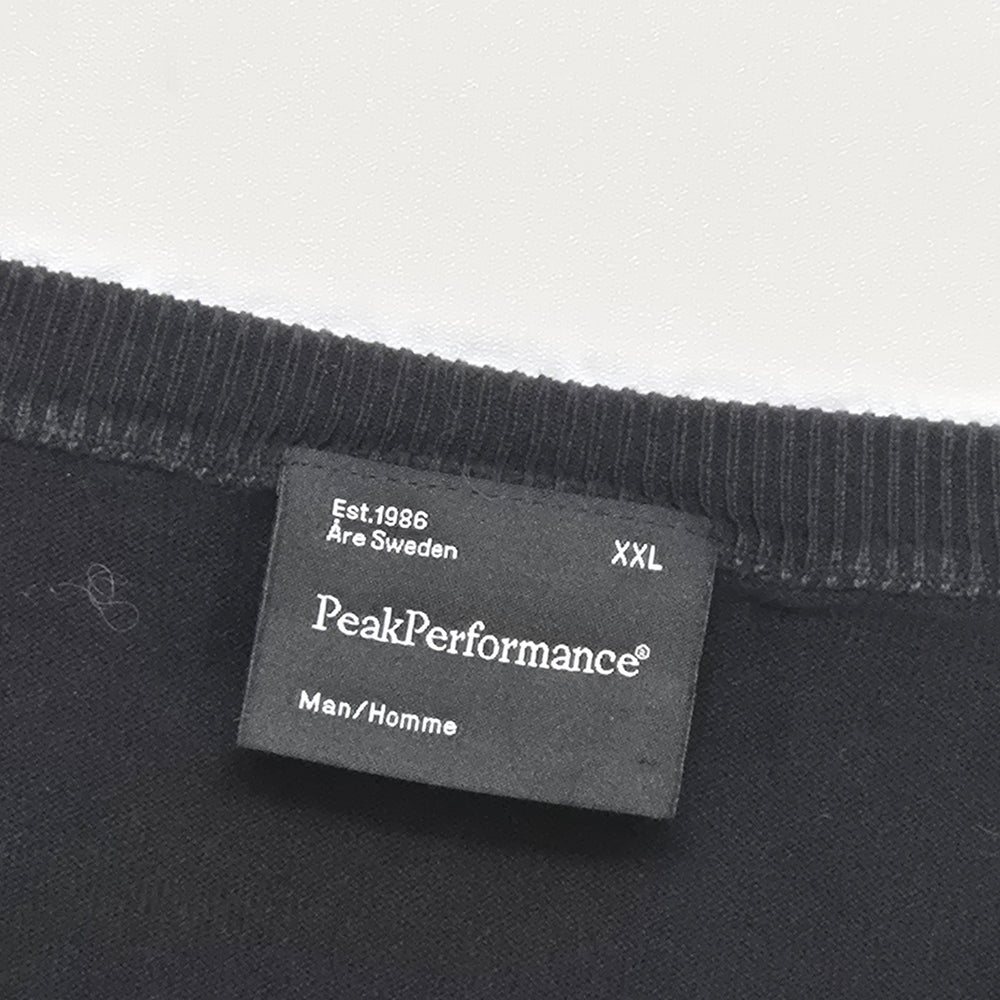 Est.1986
Åre Sweden
XXL
PeakPerformance®
Man/Homme